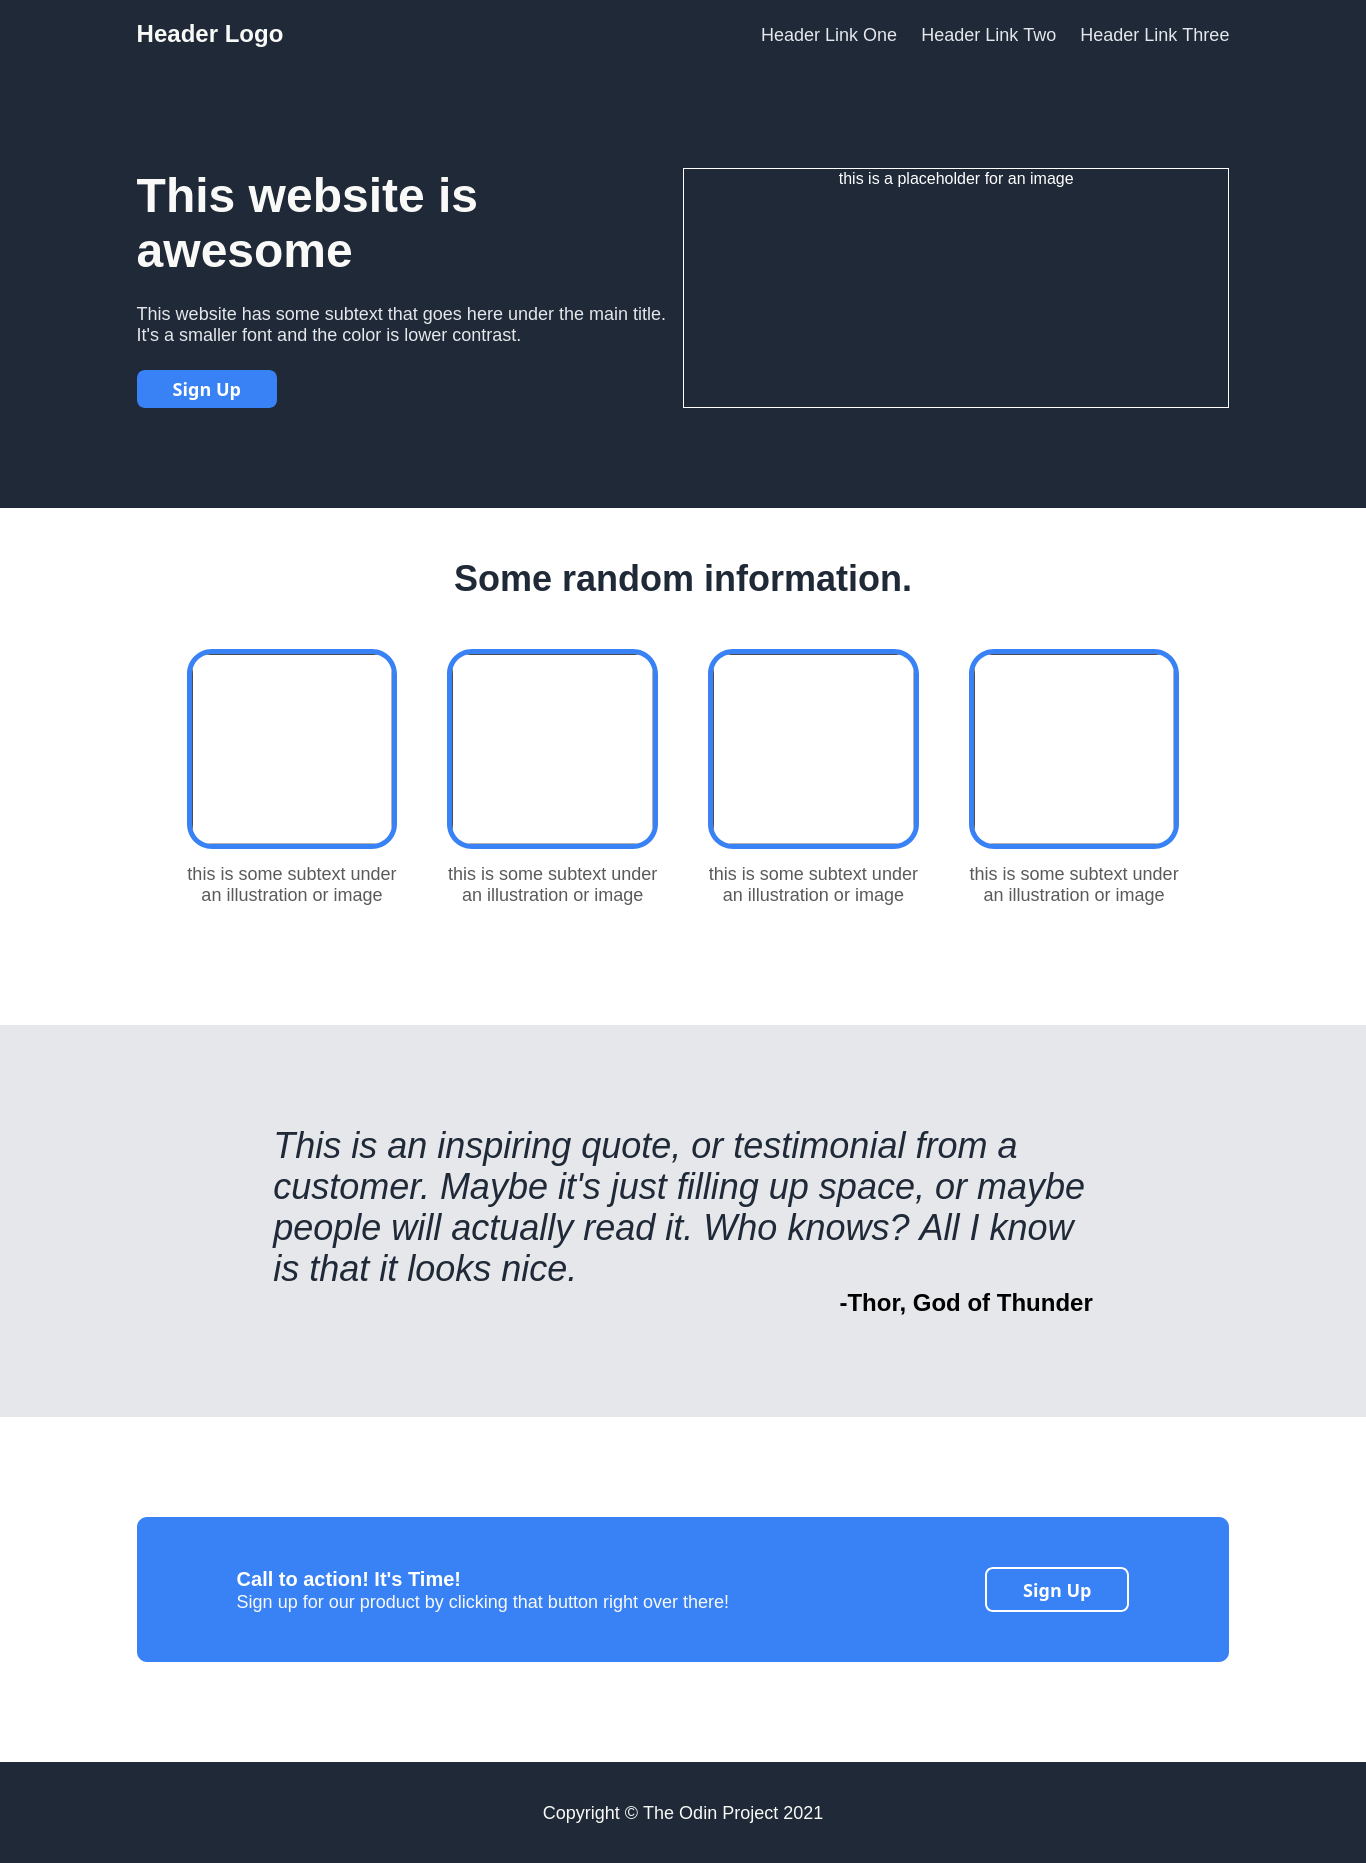 Header Logo
Header Link One
Header Link Two
Header Link Three
This website is
awesome
This website has some subtext that goes here under the main title.
It's a smaller font and the color is lower contrast.
Sign Up
this is a placeholder for an image
Some random information.
this is some subtext under
an illustration or image
this is some subtext under
an illustration or image
this is some subtext under
an illustration or image
this is some subtext under
an illustration or image
This is an inspiring quote, or testimonial from a
customer. Maybe it's just filling up space, or maybe
people will actually read it. Who knows? All I know
is that it looks nice.
-Thor, God of Thunder
Call to action! It's Time!
Sign up for our product by clicking that button right over there!
Sign Up
Copyright © The Odin Project 2021